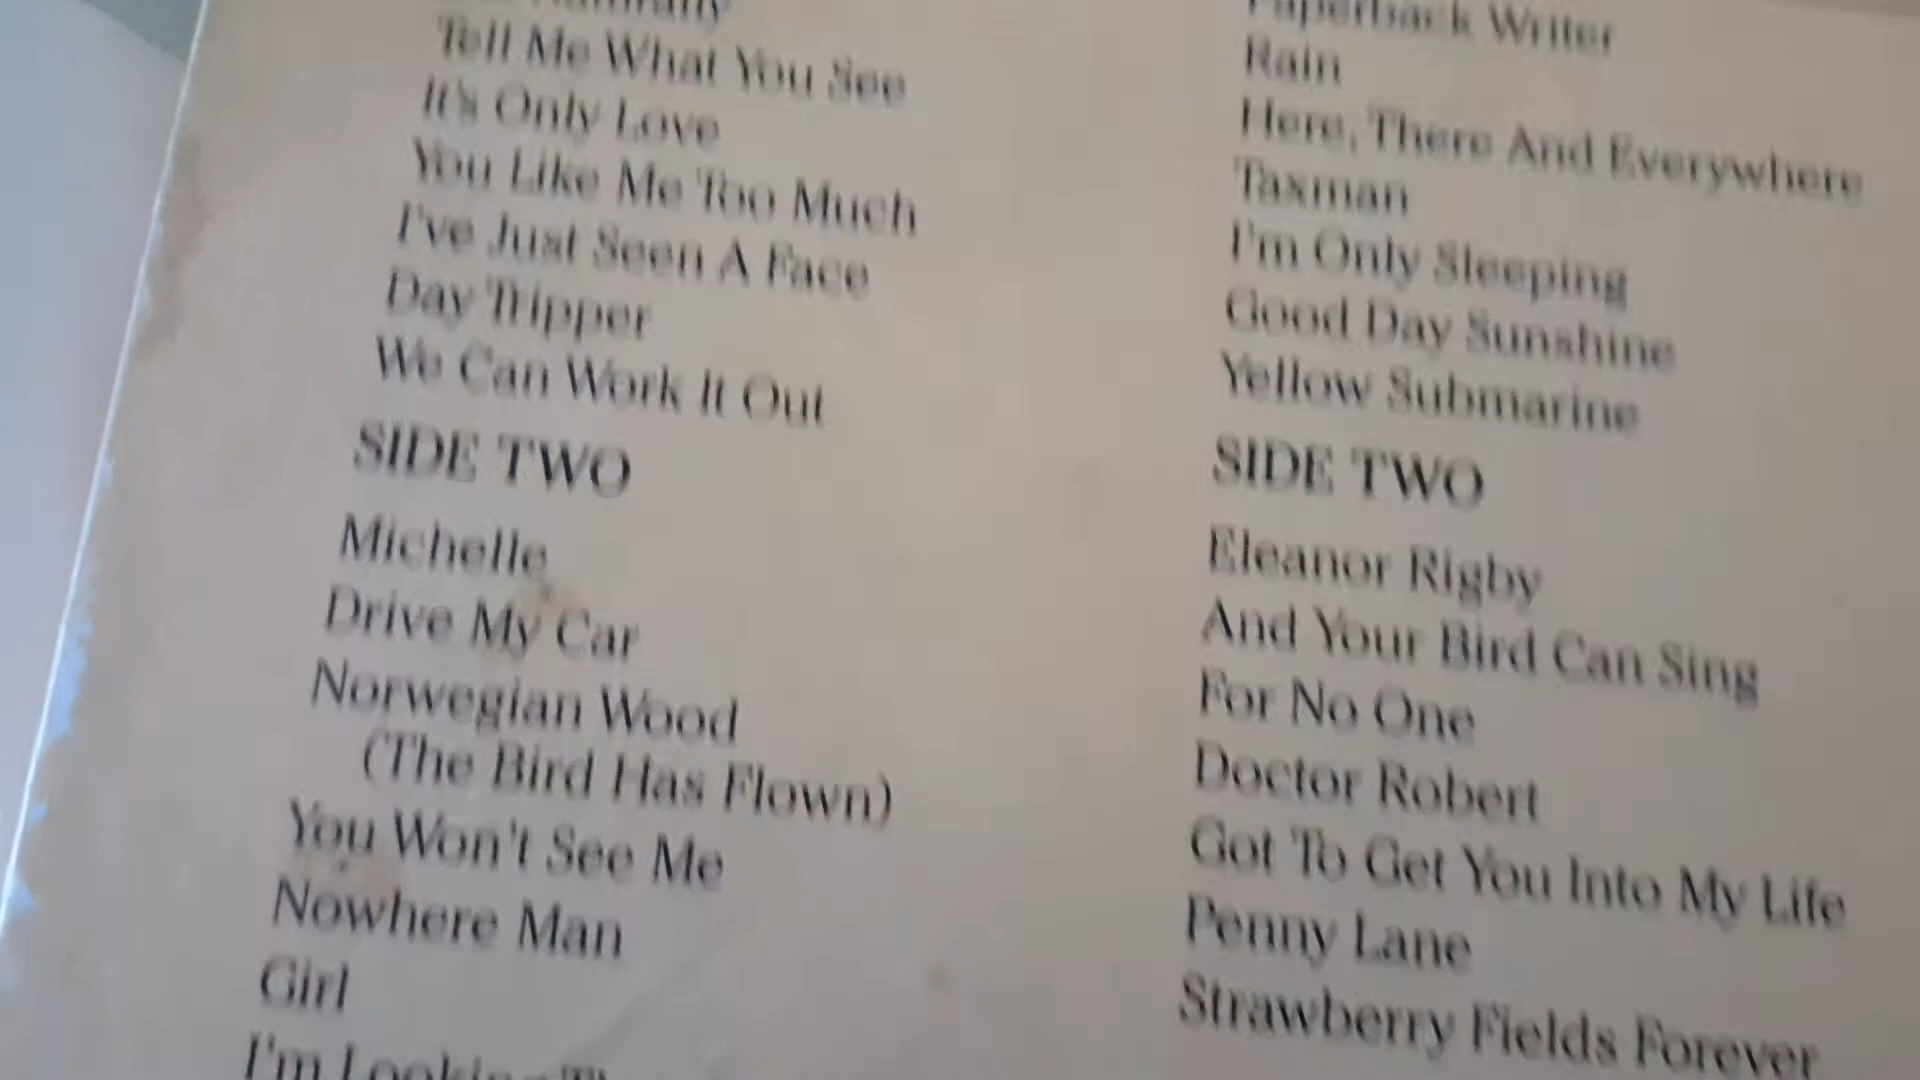 Tell Me What You See
It's Only Love
You Like Me Too Much
I've Just Seen A Face
Day Tripper
We Can Work It Out
SIDE TWO
Michelle
Drive My Car
Norwegian Wood
(The Bird Has Flown)
You Won't See Me
Nowhere Man
Girl
I'm Looking
Paperback Writer
Rain
Here, There And Everywhere
Taxman
I'm Only Sleeping
Good Day Sunshine
Yellow Submarine
SIDE TWO
Eleanor Rigby
And Your Bird Can Sing
For No One
Doctor Robert
Got To Get You Into My Life
Penny Lane
Strawberry Fields Forever